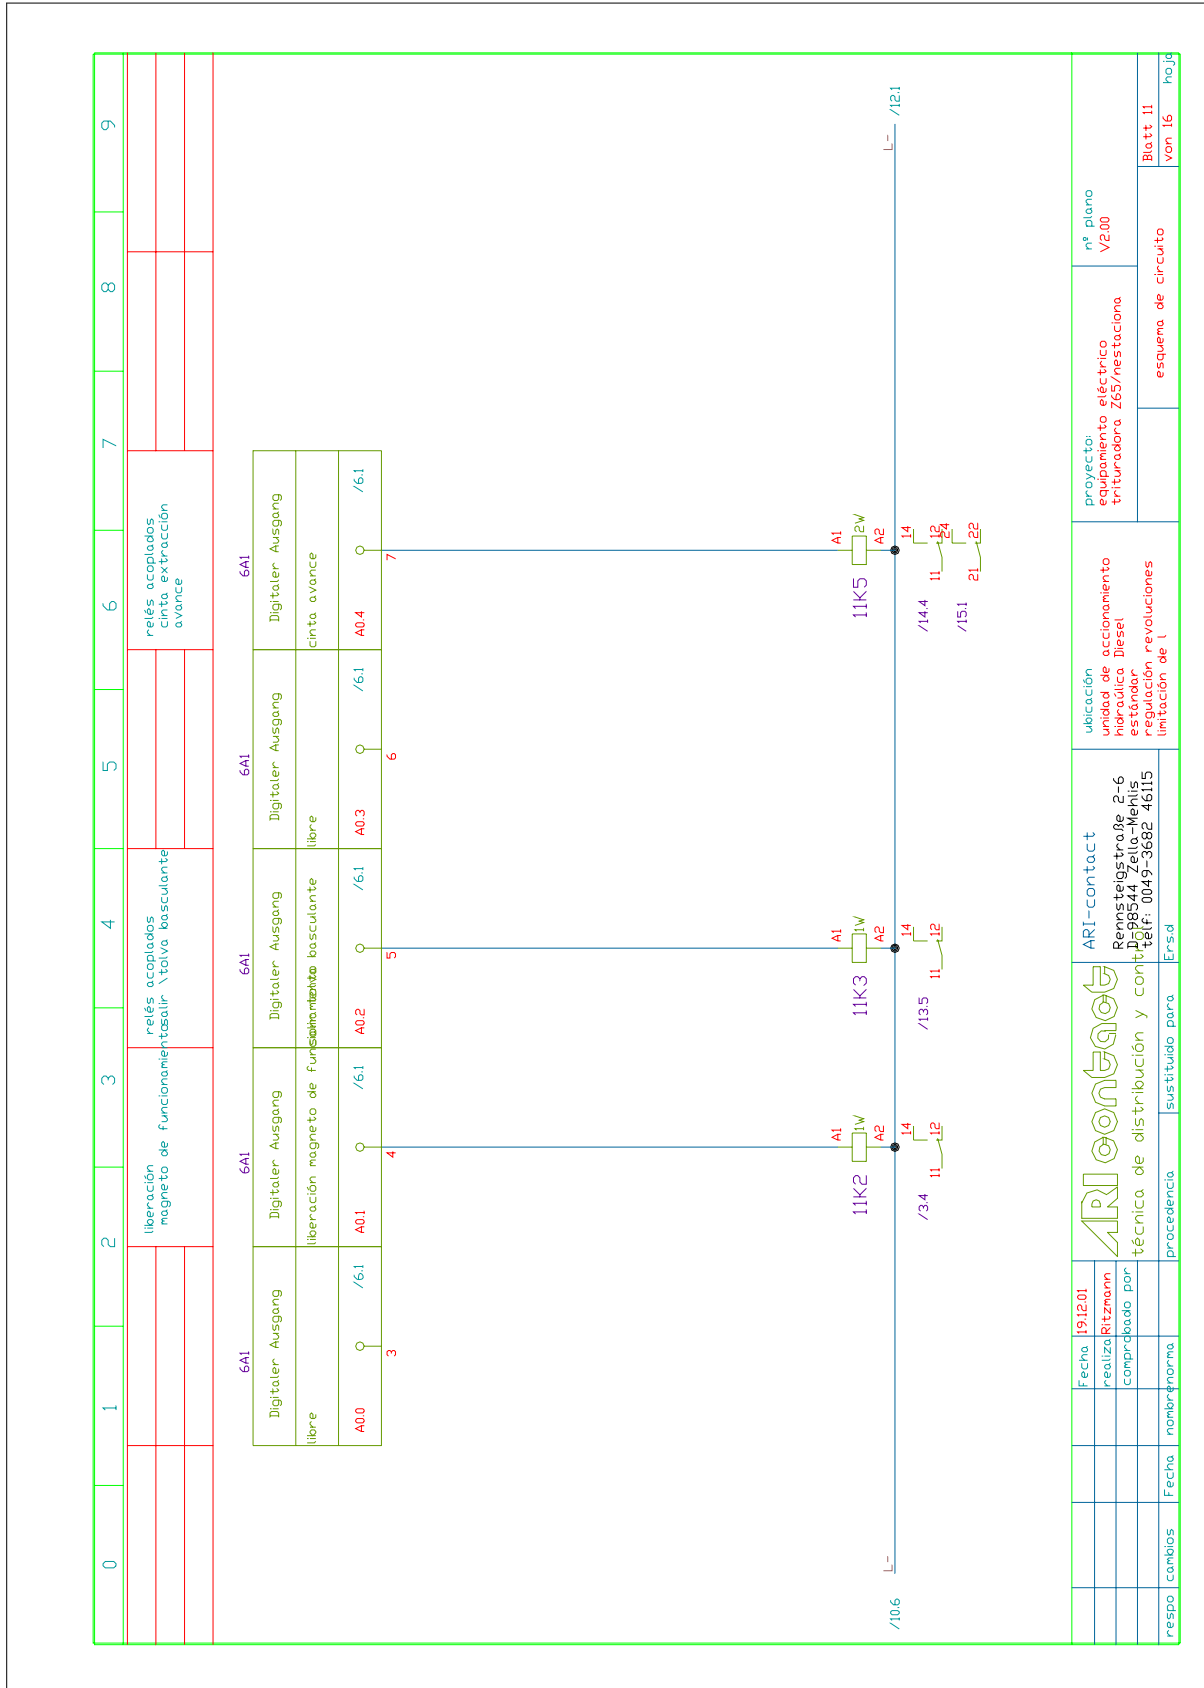 0 1 2 3 4 5 6 7 8 9
liberación
magneto de funcionamiento
relés acoplados
salir \tolva basculante
relés acoplados
cinta extracción
avance
6A1 6A1 6A1 6A1 6A1
Digitaler Ausgang Digitaler Ausgang Digitaler Ausgang Digitaler Ausgang Digitaler Ausgang
libre
liberación magneto de funcionamiento
tolva basculante
libre
cinta avance
A0.0 /6.1 A0.1 /6.1 A0.2 /6.1 A0.3 /6.1 A0.4 /6.1
3 4 5 6 7
A1 A1 A1
11K2 1W 11K3 1W 11K5 2W
A2 A2 A2
/10.6 L- L- /12.1
14 14 14
/3.4 11 12 /13.5 11 12 /14.4 11 12
24
/15.1 21 22
Fecha 19.12.01
realiza Ritzmann
comprobado por
respo cambios Fecha nombre norma
ARI contact
técnica de distribución y control
procedencia sustituido para Ers.d
ARI-contact
Rennsteigstraße 2-6
D-98544 Zella-Mehlis
telf: 0049-3682 46115
ubicación
unidad de accionamiento
hidraúlica Diesel
estándar
regulación revoluciones
limitación de l
proyecto:
equipamiento eléctrico
trituradora Z65/nestaciona
nº plano
V2.00
esquema de circuito
Blatt 11
von 16 hoja